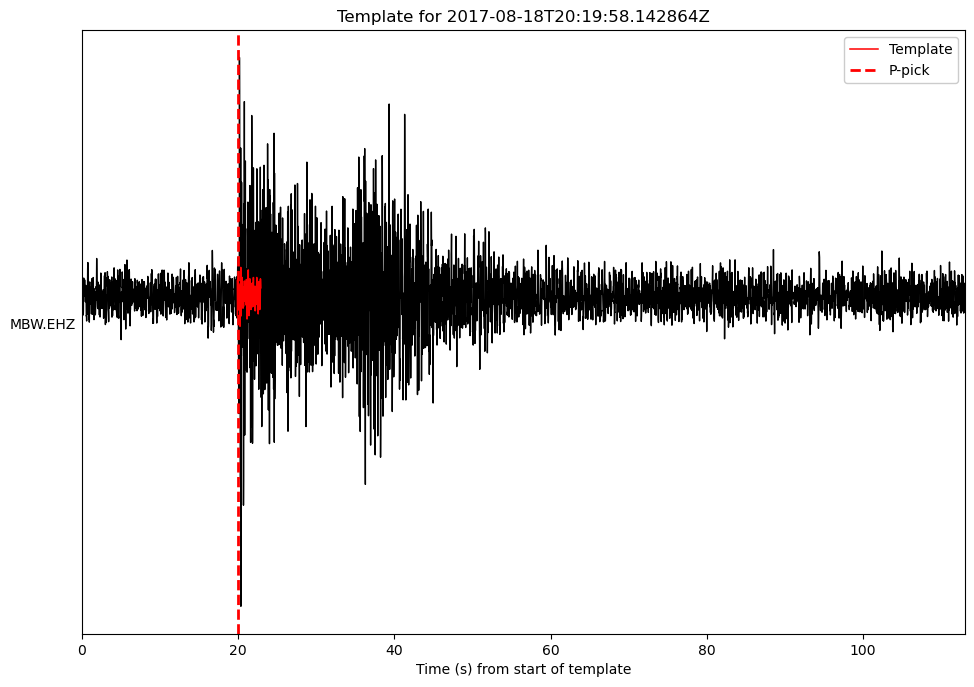 Template for 2017-08-18T20:19:58.142864Z
Template
P-pick
MBW.EHZ
0 20 40 60 80 100
Time (s) from start of template